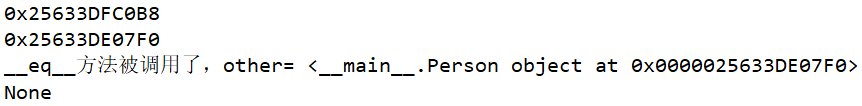 0x25633DFC0B8
0x25633DE07F0
__eq__方法被调用了，other= <__main__.Person object at 0x0000025633DE07F0>
None